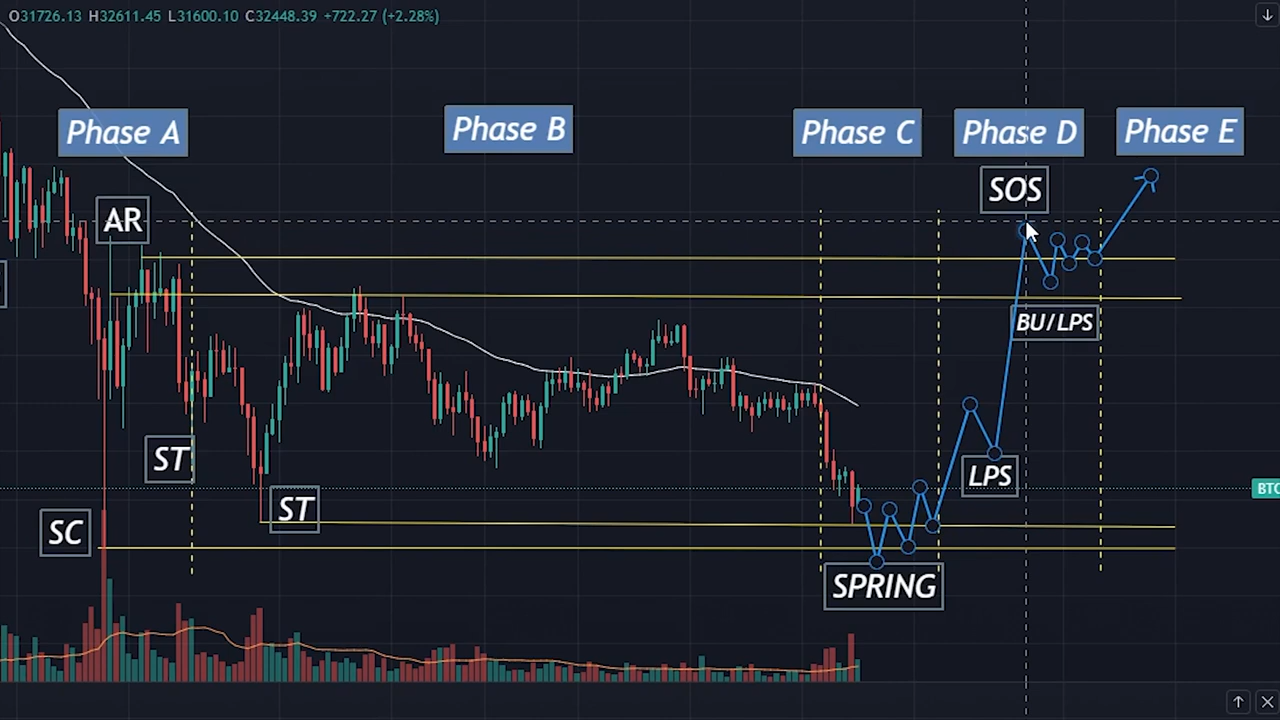 O31726.13 H32611.45 L31600.10 C32448.39 +722.27 (+2.28%)
Phase A
Phase B
Phase C
Phase D
Phase E
SOS
AR
BU/LPS
ST
LPS
ST
SC
SPRING
BTC